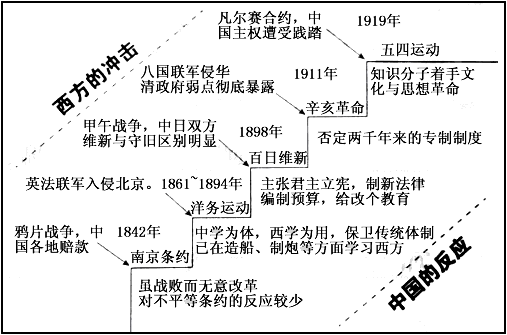 凡尔赛合约，中
国主权遭受践踏
1919年
五四运动
知识分子着手文
化与思想革命
西方的冲击
八国联军侵华
清政府弱点彻底暴露
1911年
辛亥革命
否定两千年来的专制制度
甲午战争，中日双方
维新与守旧区别明显
1898年
百日维新
主张君主立宪，制新法律
编制预算，给改个教育
英法联军入侵北京。
1861~1894年
洋务运动
中学为体，西学为用，保卫传统体制
已在造船、制炮等方面学习西方
鸦片战争，中
国各地赔款
1842年
南京条约
虽战败而无意改革
对不平等条约的反应较少
中国的反应